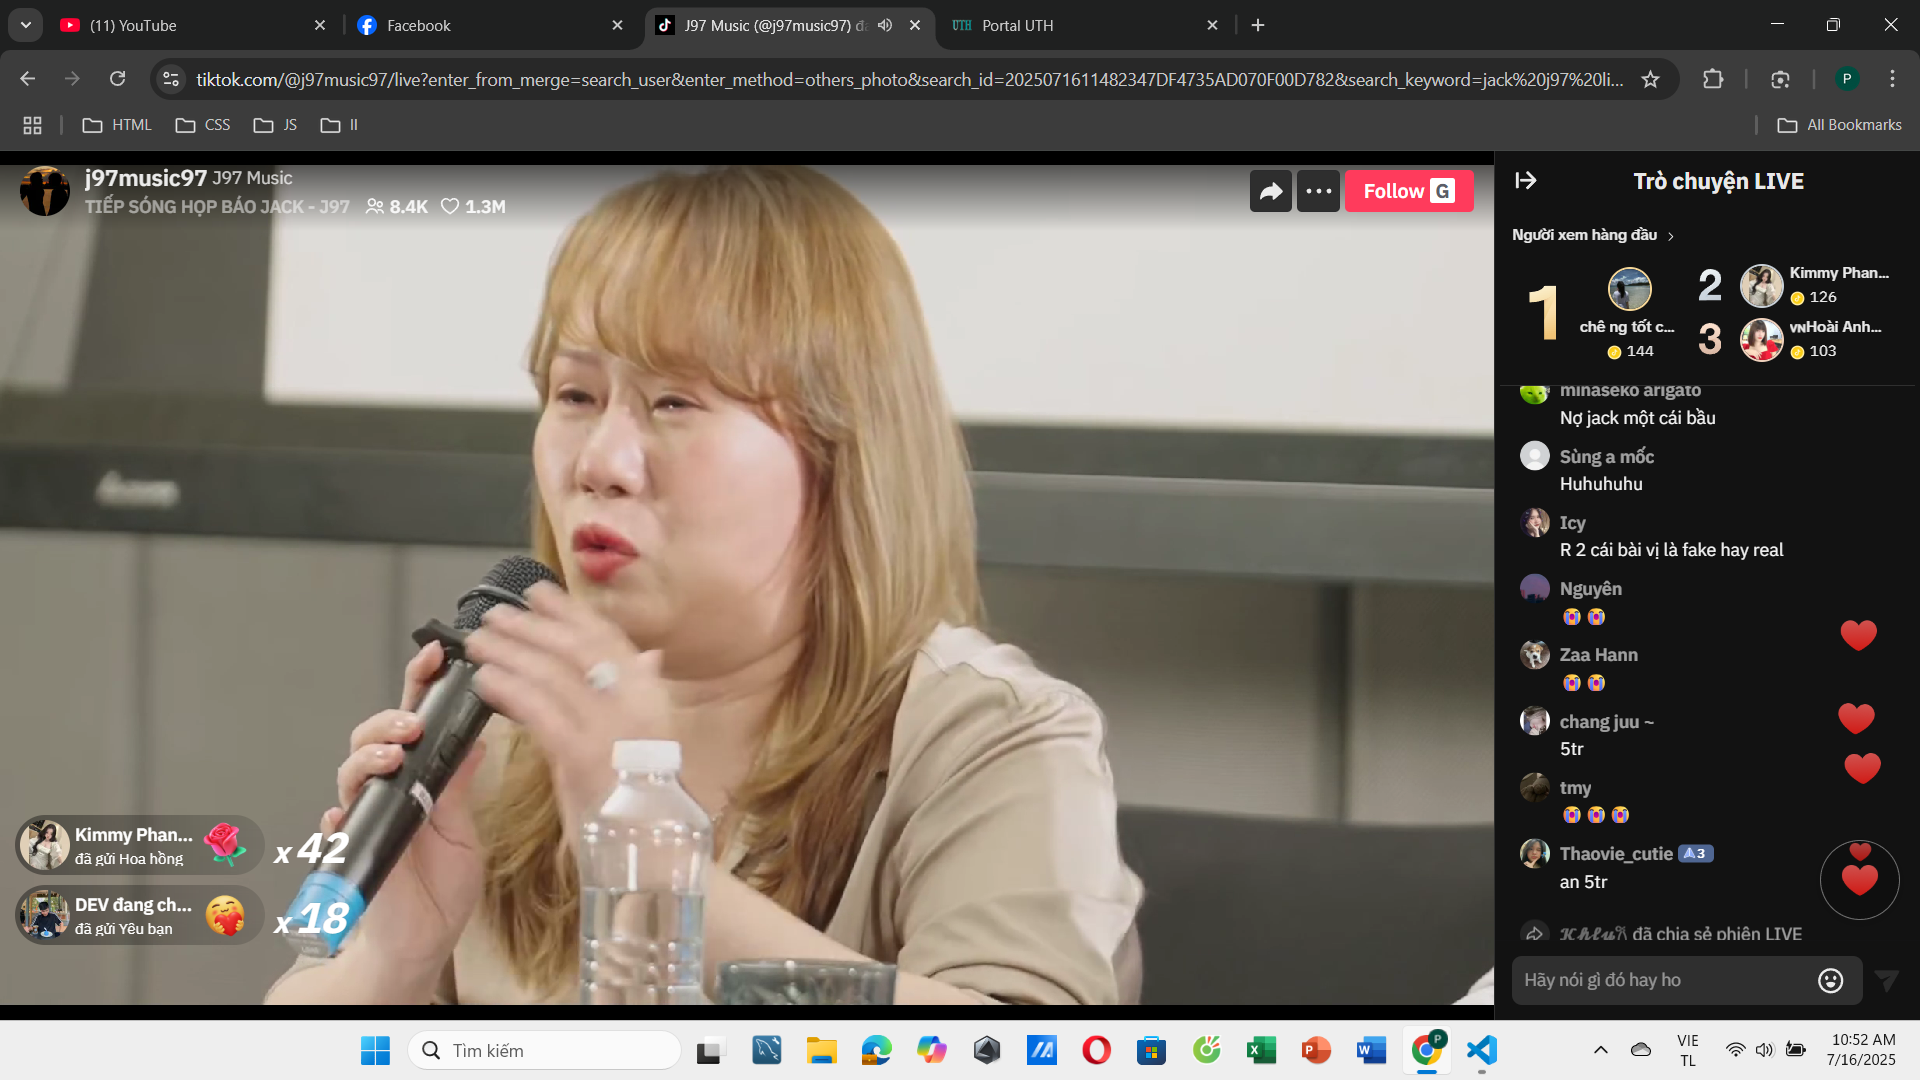 (11) YouTube
Facebook
J97 Music (@j97music97) đa
UTH Portal UTH
tiktok.com/@j97music97/live?enter_from_merge=search_user&enter_method=others_photo&search_id=2025071611482347DF4735AD070F00D782&search_keyword=jack%20j97%20li...
P
HTML
CSS
JS
II
All Bookmarks
j97music97 J97 Music
TIẾP SÓNG HỌP BÁO JACK - J97 8.4K 1.3M
Follow G
Trò chuyện LIVE
Người xem hàng đầu
1
chê ng tốt c...
144
2
Kimmy Phan...
126
3
VNHoài Anh...
103
minaseko arigato
Nợ jack một cái bầu
Sùng a mốc
Huhuhuhu
Icy
R 2 cái bài vị là fake hay real
Nguyên
😭😭
Zaa Hann
😭😭
chang juu ~
5tr
tmy
😭😭😭
Thaovie_cutie 3
an 5tr
𝓚𝓱𝓵𝓾 đã chia sẻ phiên LIVE
Hãy nói gì đó hay ho
Kimmy Phan...
đã gửi Hoa hồng
x 42
DEV đang ch...
đã gửi Yêu bạn
x 18
Tìm kiếm
VIE
TL
10:52 AM
7/16/2025